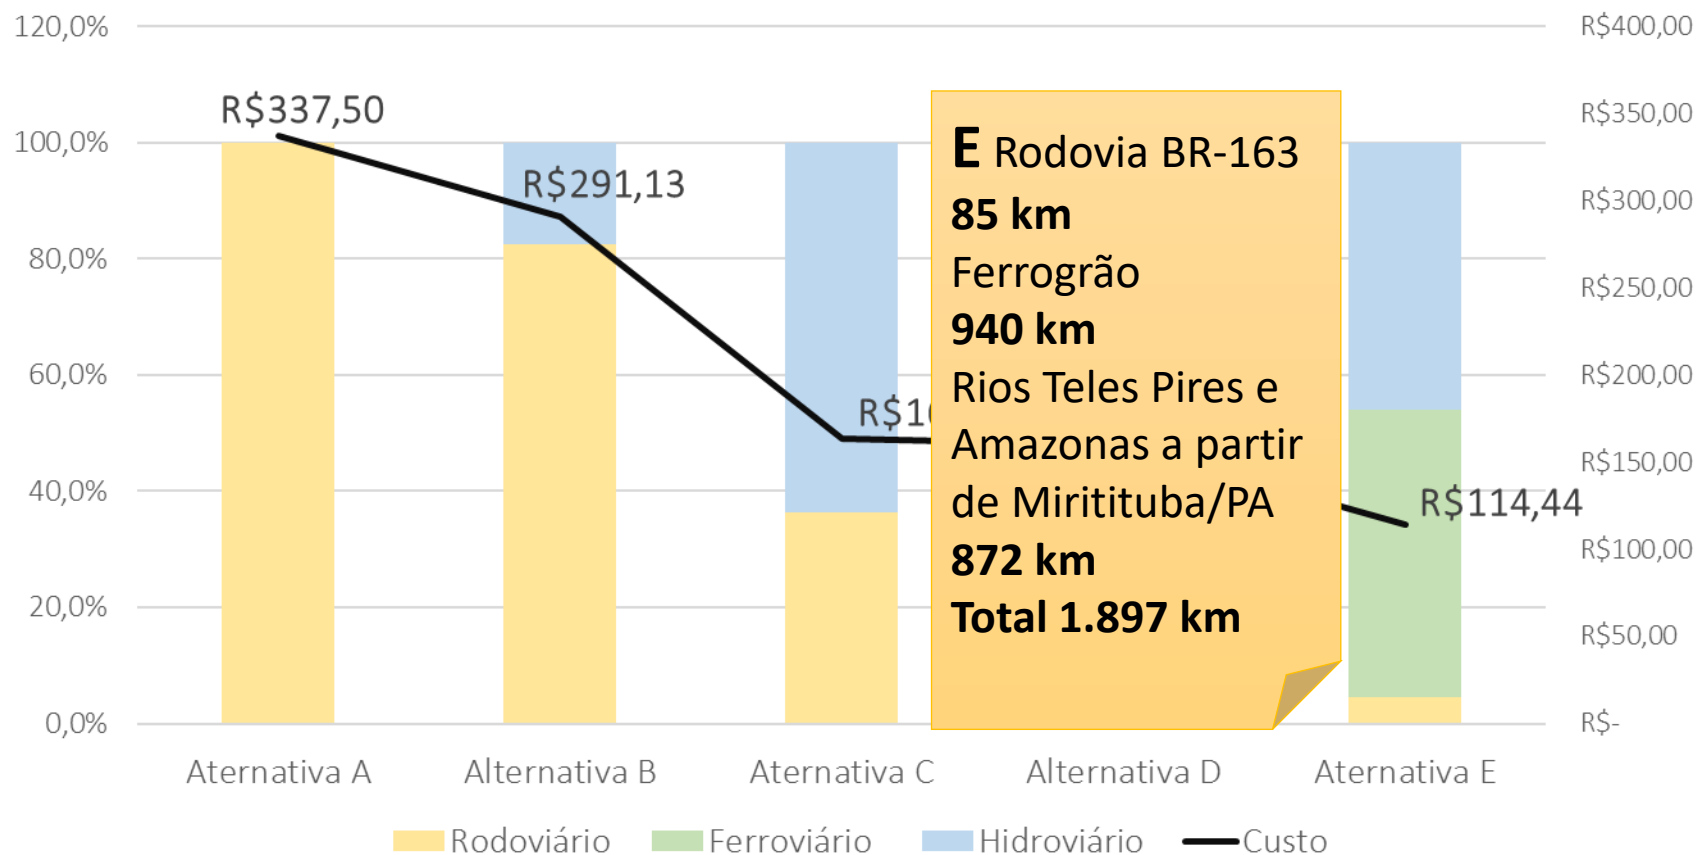 120,0%
100,0%
80,0%
60,0%
40,0%
20,0%
0,0%
R$400,00
R$350,00
R$300,00
R$250,00
R$200,00
R$150,00
R$100,00
R$50,00
R$-
R$337,50
R$291,13
R$114,44
E Rodovia BR-163
85 km
Ferrogrão
940 km
Rios Teles Pires e
Amazonas a partir
de Miritituba/PA
872 km
Total 1.897 km
Aternativa A
Alternativa B
Aternativa C
Alternativa D
Aternativa E
Rodoviário
Ferroviário
Hidroviário
Custo